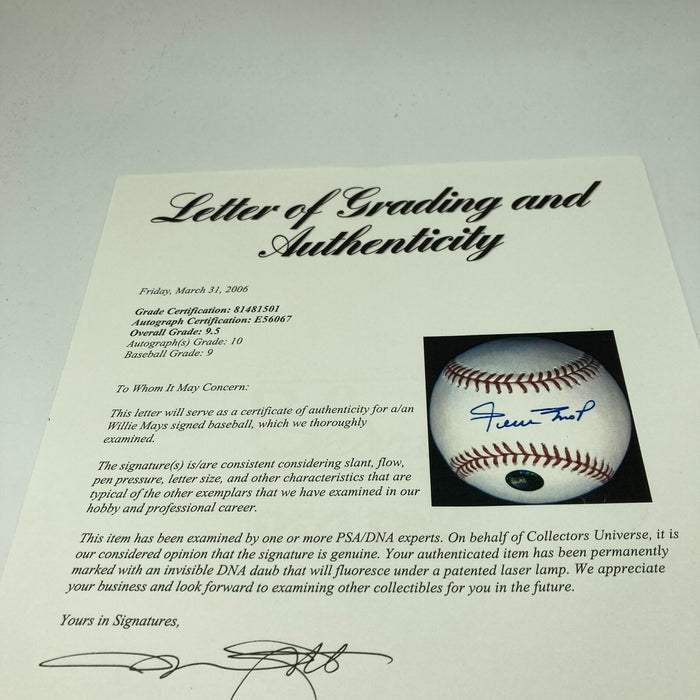 Letter of Grading and
Authenticity
Friday, March 31, 2006
Grade Certification: 81481501
Autograph Certification: E56067
Overall Grade: 9.5
Autograph(s) Grade: 10
Baseball Grade: 9
To Whom It May Concern:
This letter will serve as a certificate of authenticity for a/an
Willie Mays signed baseball, which we thoroughly
examined.
The signature(s) is/are consistent considering slant, flow,
pen pressure, letter size, and other characteristics that are
typical of the other exemplars that we have examined in our
hobby and professional career.
This item has been examined by one or more PSA/DNA experts. On behalf of Collectors Universe, it is
our considered opinion that the signature is genuine. Your authenticated item has been permanently
marked with an invisible DNA daub that will fluoresce under a patented laser lamp. We appreciate
your business and look forward to examining other collectibles for you in the future.
Yours in Signatures,